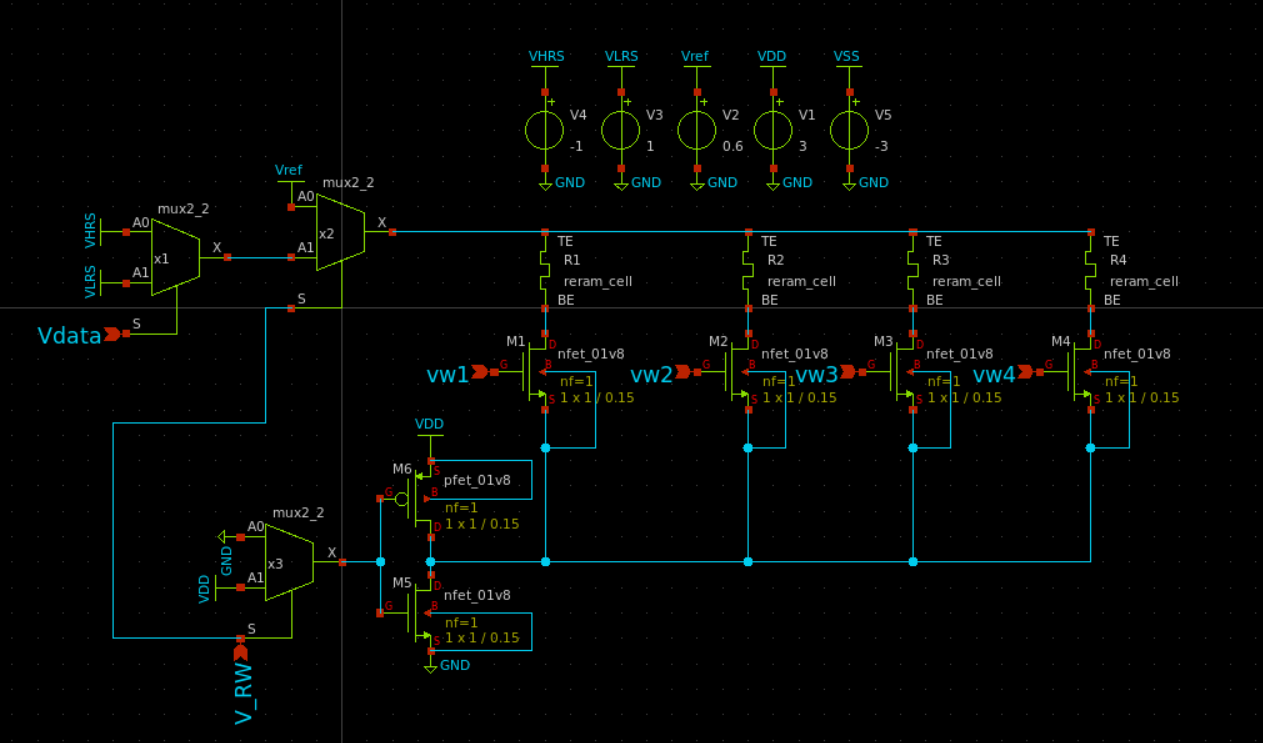 VHRS VLRS Vref VDD VSS
+ + + + +
V4 V3 V2 V1 V5
-1 1 0.6 3 -3
GND GND GND GND GND
Vref
mux2_2
A0
x2
X
A1
S
mux2_2
VHRS
A0
x1
X
VLRS
A1
S
Vdata
TE TE TE TE
R1 R2 R3 R4
reram_cell reram_cell reram_cell reram_cell
BE BE BE BE
M1 D M2 D M3 D M4 D
nfet_01v8 nfet_01v8 nfet_01v8 nfet_01v8
vw1 G B vw2 G B vw3 G B vw4 G B
nf=1 nf=1 nf=1 nf=1
S 1 x 1 / 0.15 S 1 x 1 / 0.15 S 1 x 1 / 0.15 S 1 x 1 / 0.15
VDD
M6 S
pfet_01v8
G B
nf=1
1 x 1 / 0.15
D
mux2_2
A0
GND
x3
X
A1
VDD
S
V_RW
M5 D
nfet_01v8
G B
nf=1
S 1 x 1 / 0.15
GND